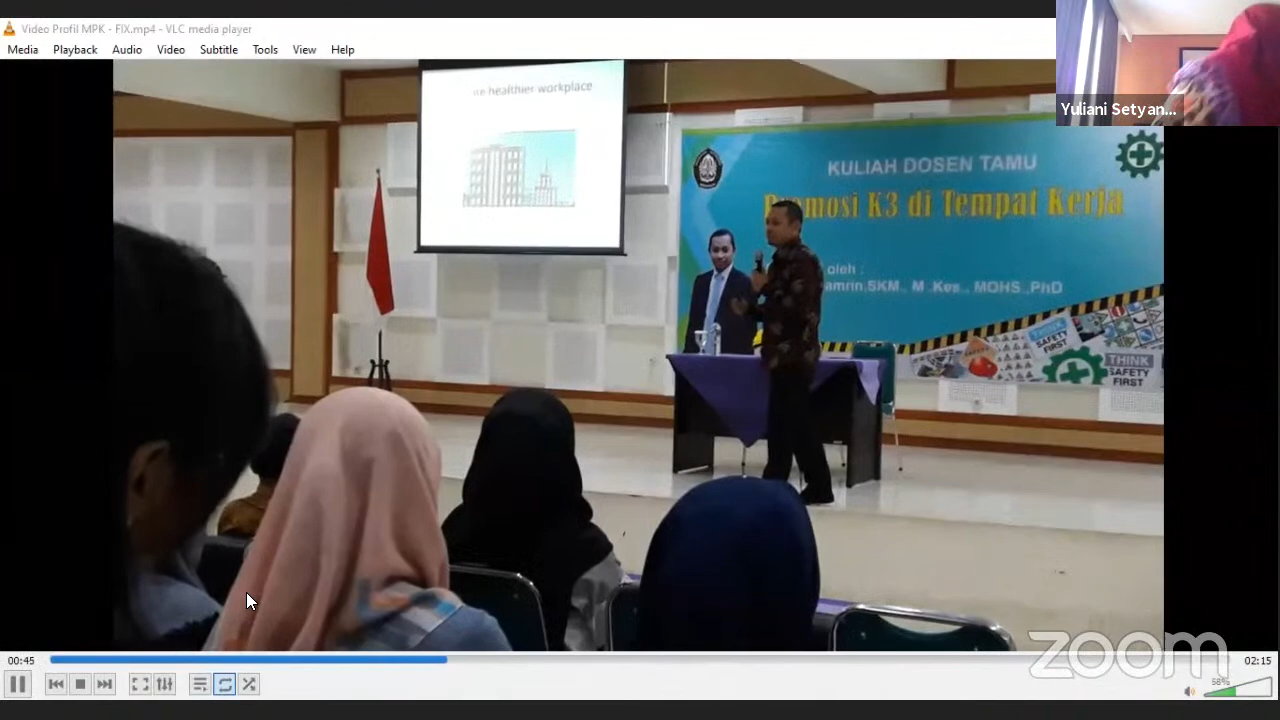 Video Profil MPK - FIX.mp4 - VLC media player
Media Playback Audio Video Subtitle Tools View Help
Yuliani Setyan...
healthier workplace
KULIAH DOSEN TAMU
Promosi K3 di Tempat Kerja
oleh :
amrin,SKM., M .Kes., MOHS.,PhD
THINK
SAFETY
FIRST
THINK
SAFETY
FIRST
zoom
00:45
02:15